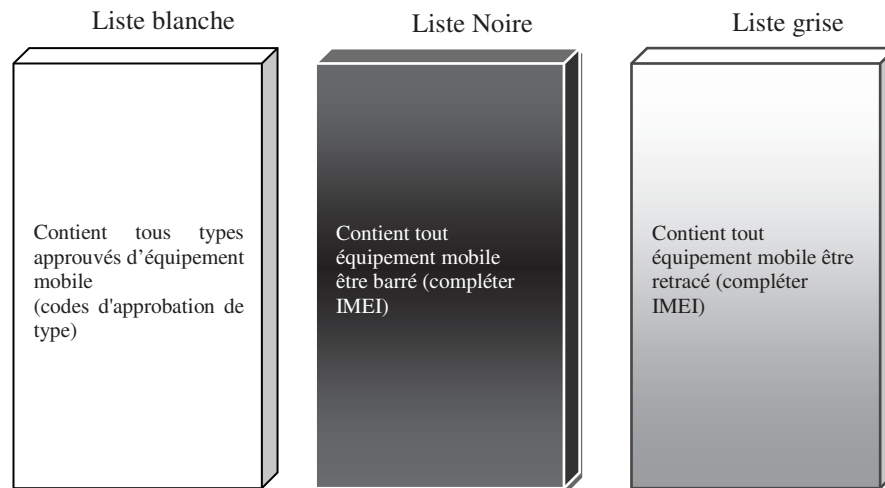 Liste blanche
Liste Noire
Liste grise
Contient tous types
approuvés d'équipement
mobile
(codes d'approbation de
type)
Contient tout
équipement mobile
être barré (compléter
IMEI)
Contient tout
équipement mobile être
retracé (compléter
IMEI)